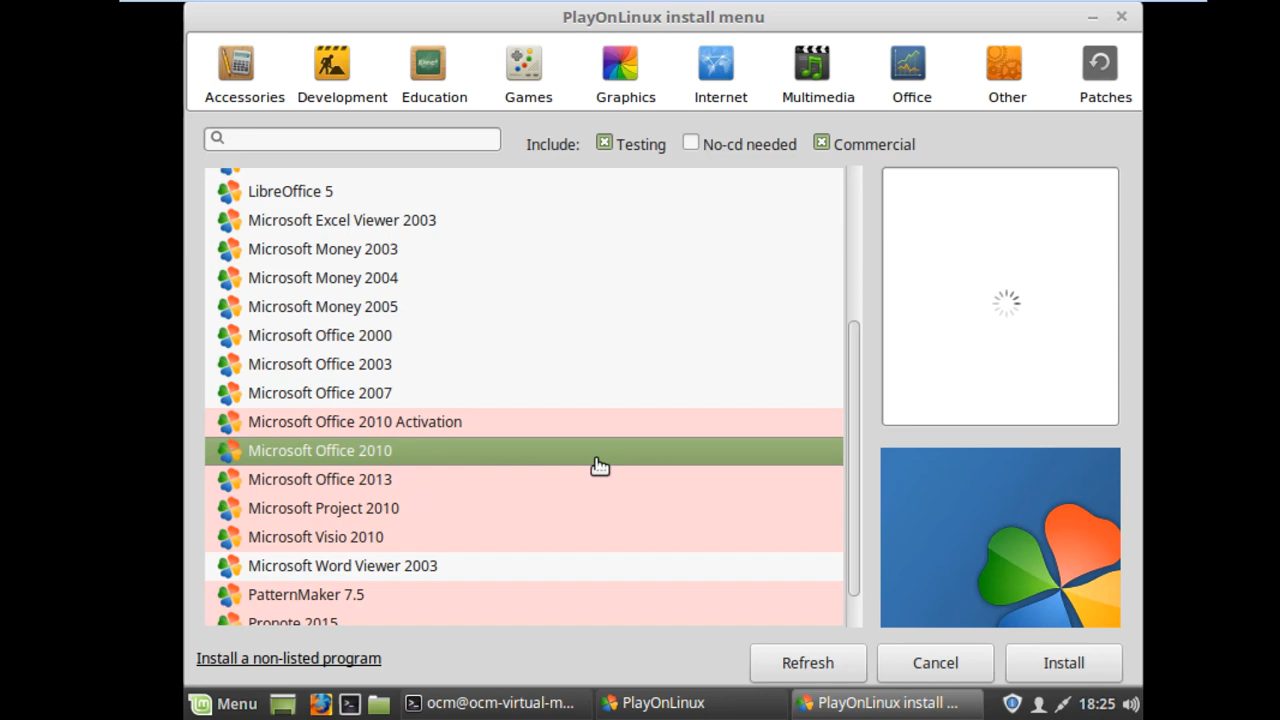 PlayOnLinux install menu
Accessories Development Education Games Graphics Internet Multimedia Office Other Patches
Include: Testing No-cd needed Commercial
LibreOffice 5
Microsoft Excel Viewer 2003
Microsoft Money 2003
Microsoft Money 2004
Microsoft Money 2005
Microsoft Office 2000
Microsoft Office 2003
Microsoft Office 2007
Microsoft Office 2010 Activation
Microsoft Office 2010
Microsoft Office 2013
Microsoft Project 2010
Microsoft Visio 2010
Microsoft Word Viewer 2003
PatternMaker 7.5
Pronote 2015
Install a non-listed program
Refresh Cancel Install
Menu ocm@ocm-virtual-m... PlayOnLinux PlayOnLinux install ... 18:25